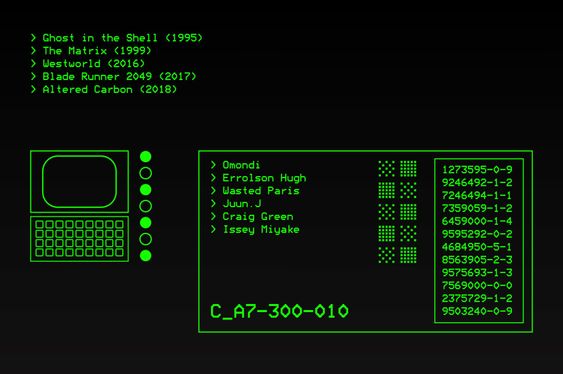 > Ghost in the Shell (1995)
> The Matrix (1999)
> Westworld (2016)
> Blade Runner 2049 (2017)
> Altered Carbon (2018)
> Omondi
> Errolson Hugh
> Wasted Paris
> Juun.J
> Craig Green
> Issey Miyake
C_A7-300-010
1273595-0-9
9246492-1-2
7246494-1-1
7359059-1-2
6459000-1-4
9595292-0-2
4684950-5-1
8563905-2-3
9575693-1-3
7569000-0-0
2375729-1-2
9503240-0-9